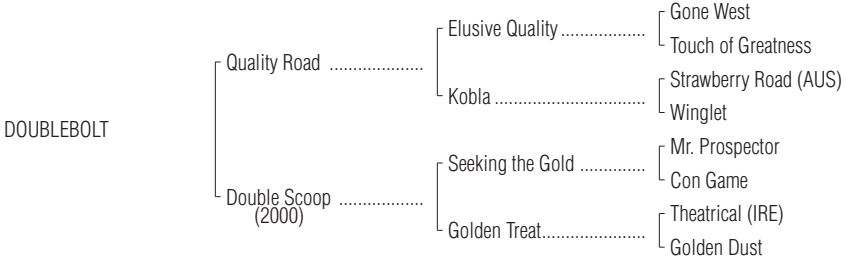 Gone West
Elusive Quality ...................
Touch of Greatness
Quality Road .....................
Strawberry Road (AUS)
Kobla .................................
Winglet
DOUBLEBOLT
Mr. Prospector
Seeking the Gold ...............
Con Game
Double Scoop ...................
(2000)
Theatrical (IRE)
Golden Treat.......................
Golden Dust